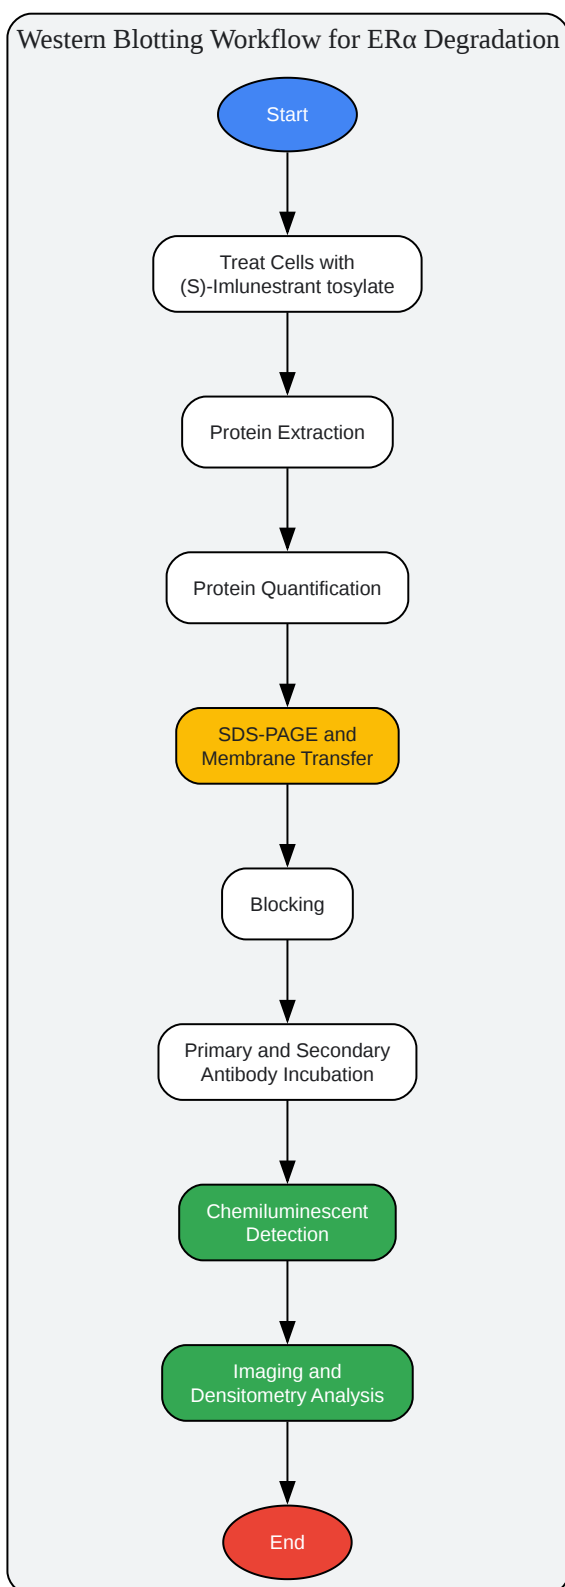 Western Blotting Workflow for ERα Degradation
Start
Treat Cells with
(S)-Imlunestrant tosylate
Protein Extraction
Protein Quantification
SDS-PAGE and
Membrane Transfer
Blocking
Primary and Secondary
Antibody Incubation
Chemiluminescent
Detection
Imaging and
Densitometry Analysis
End